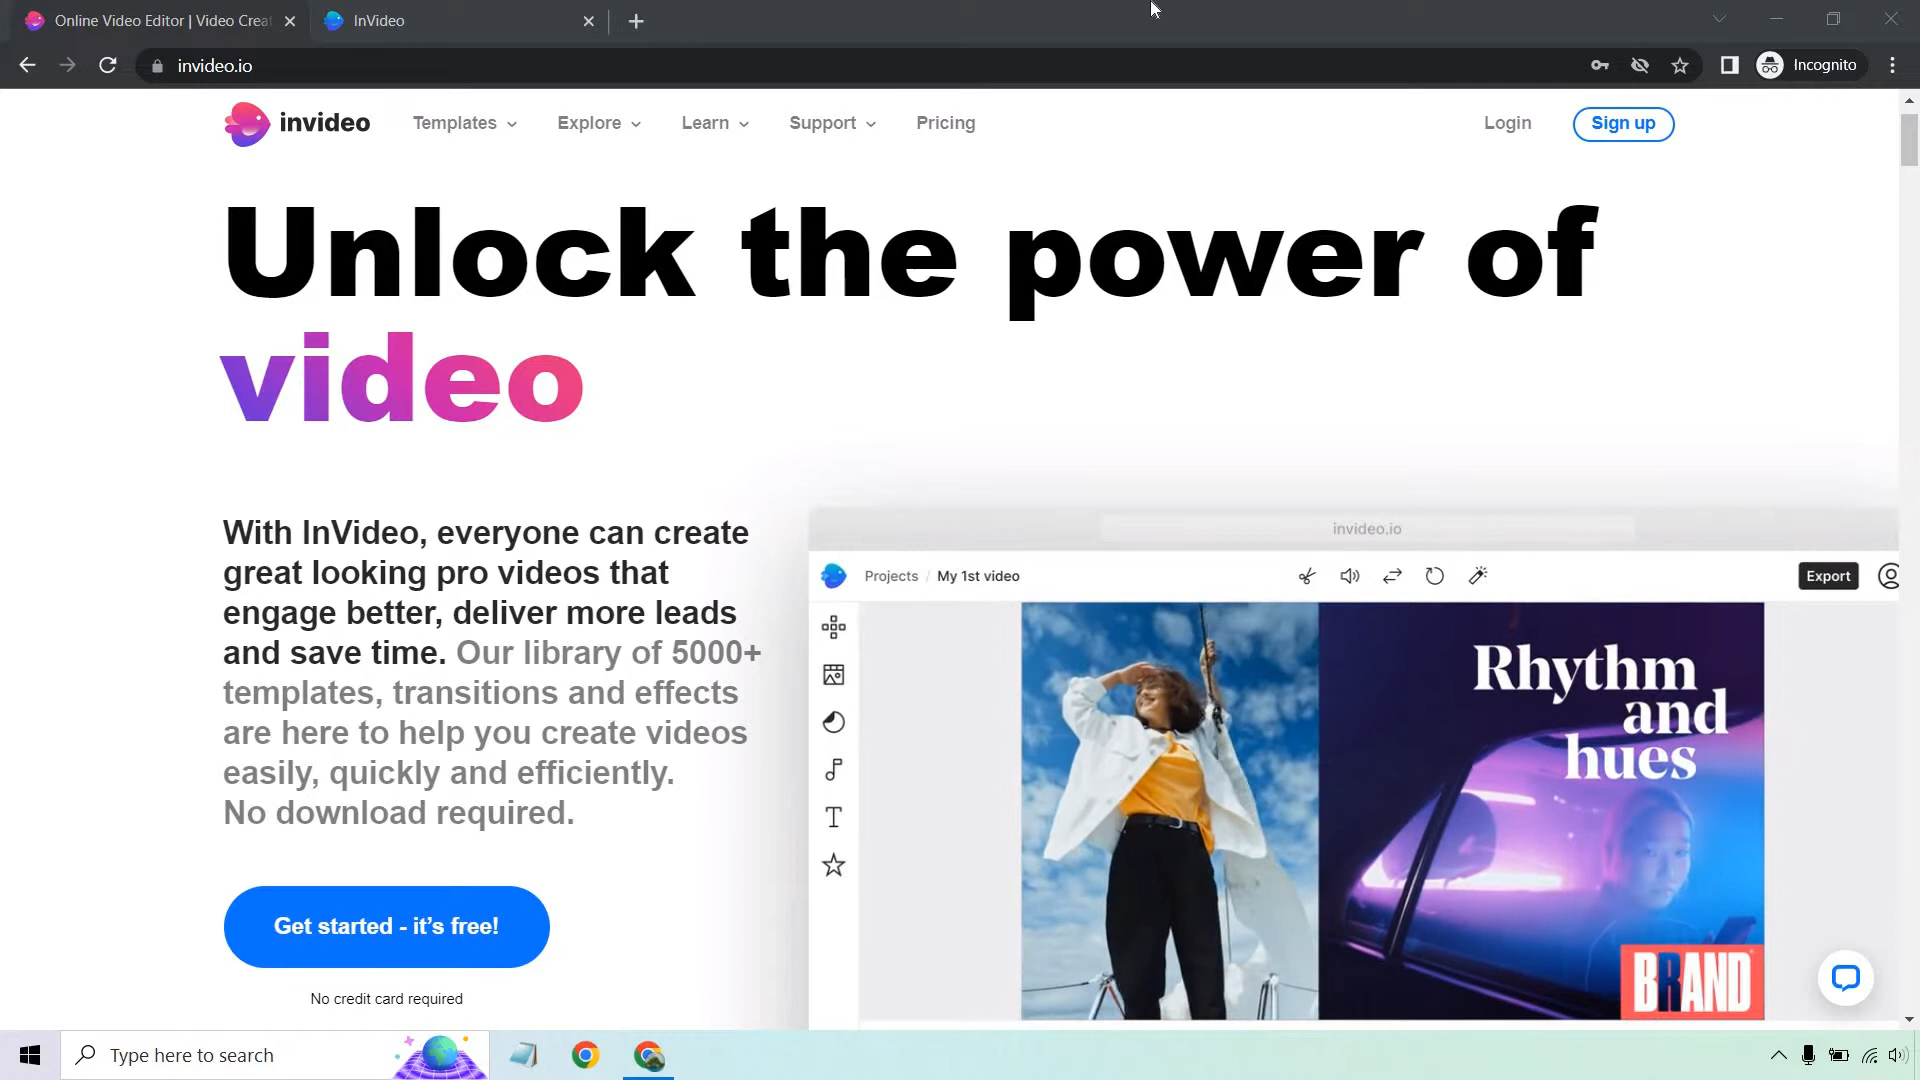 Online Video Editor | Video Crea
InVideo
invideo.io
Incognito
invideo
Templates
Explore
Learn
Support
Pricing
Login
Sign up
Unlock the power of
video
With InVideo, everyone can create
great looking pro videos that
engage better, deliver more leads
and save time. Our library of 5000+
templates, transitions and effects
are here to help you create videos
easily, quickly and efficiently.
No download required.
Get started - it’s free!
No credit card required
invideo.io
Projects / My 1st video
Export
Rhythm
and
hues
BRAND
Type here to search